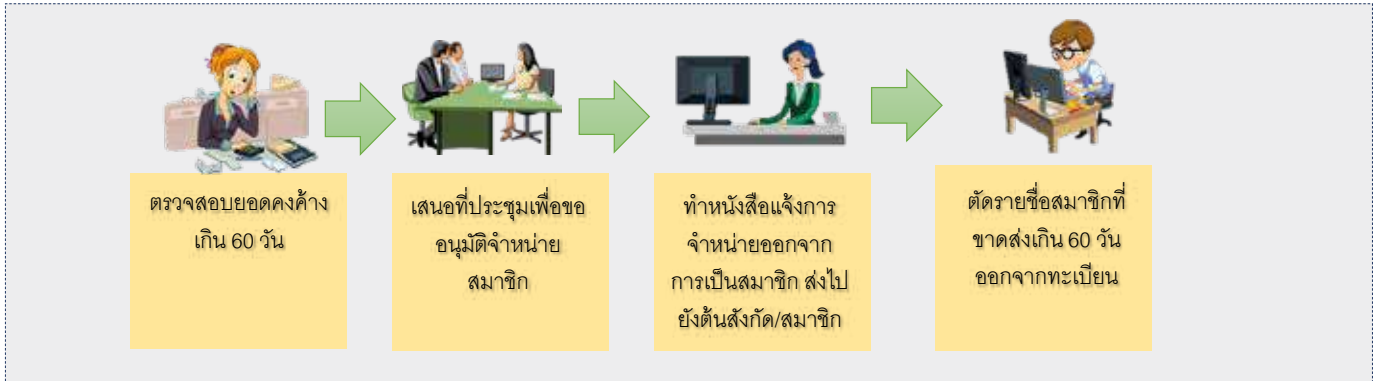 ตรวจสอบยอดคงค้าง
เกิน 60 วัน
เสนอที่ประชุมเพื่อขอ
อนุมัติจำหน่าย
สมาชิก
ทำหนังสือแจ้งการ
จำหน่ายออกจาก
การเป็นสมาชิก ส่งไป
ยังต้นสังกัด/สมาชิก
ตัดรายชื่อสมาชิกที่
ขาดส่งเกิน 60 วัน
ออกจากทะเบียน